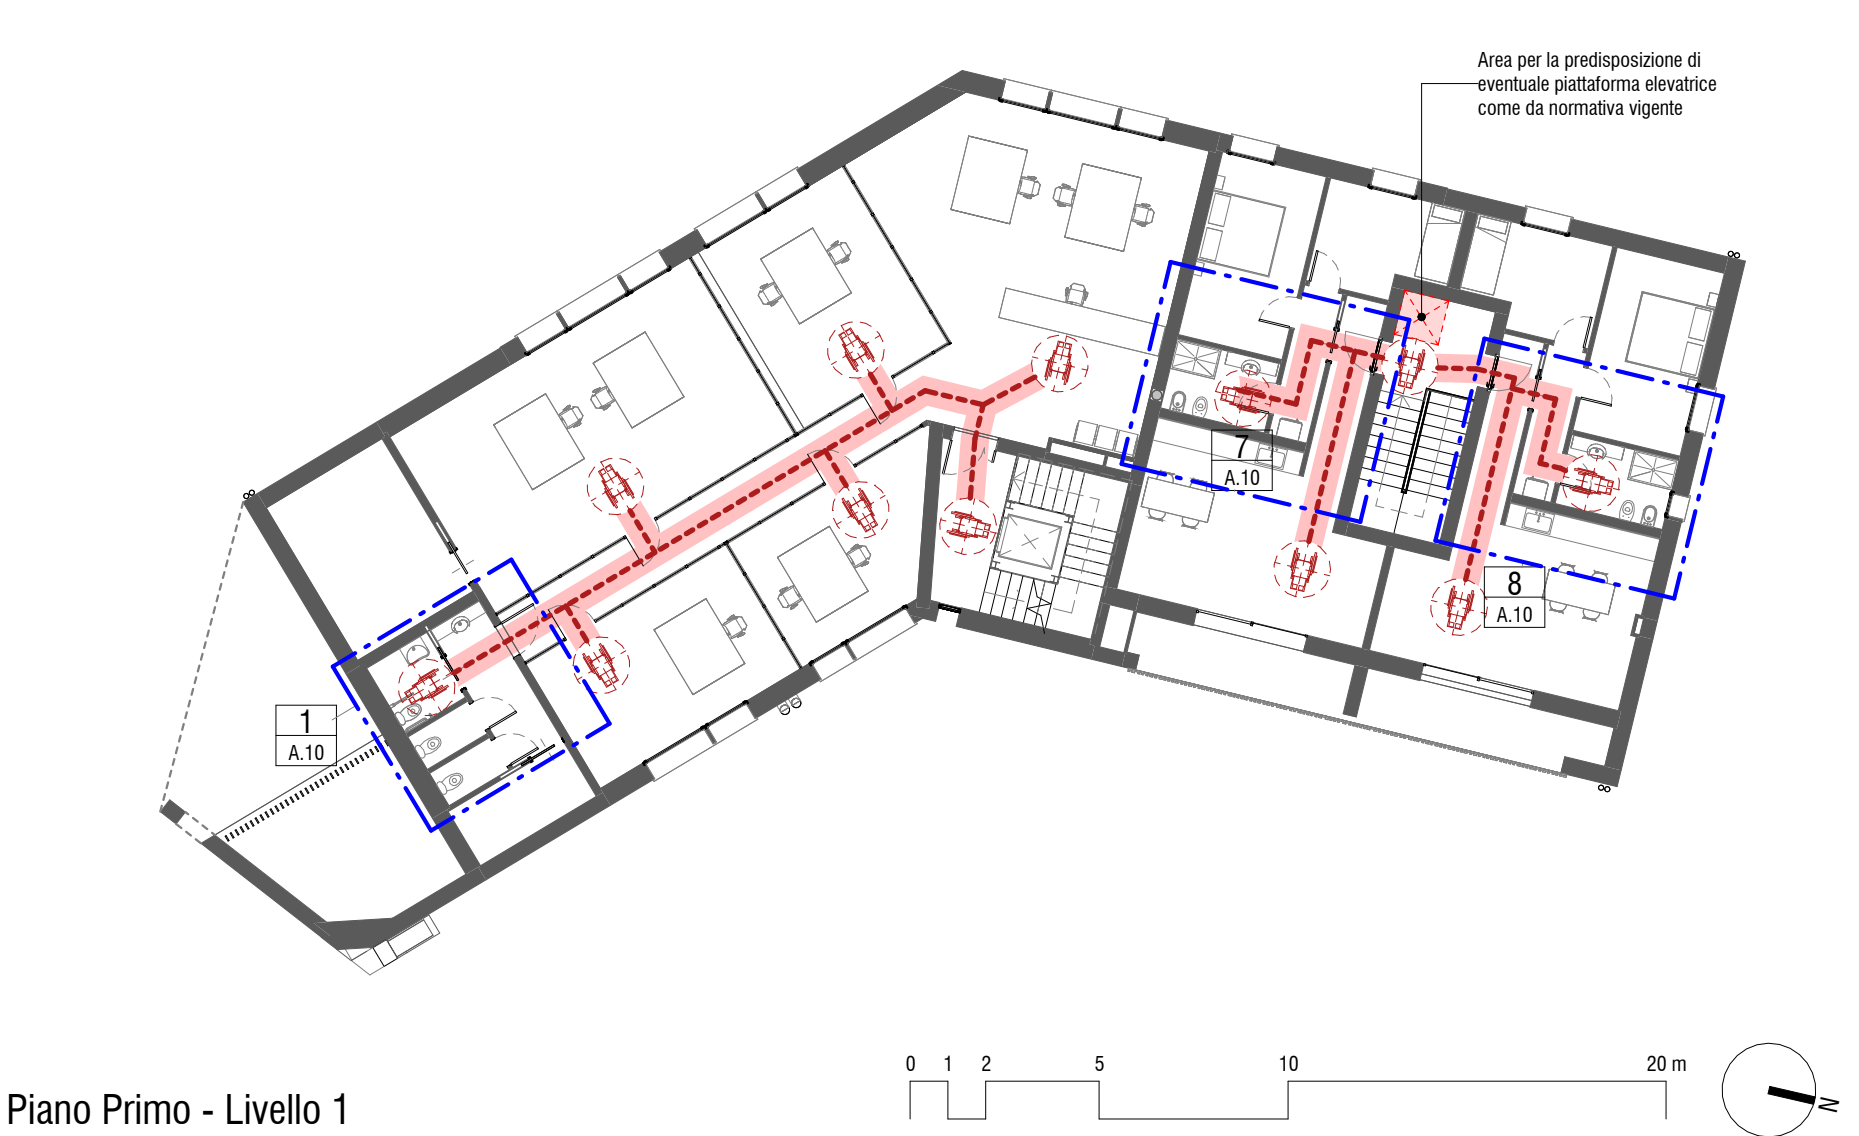 Area per la predisposizione di
eventuale piattaforma elevatrice
come da normativa vigente
7
A.10
8
A.10
1
A.10
0 1 2 5 10 20 m
N
Piano Primo - Livello 1